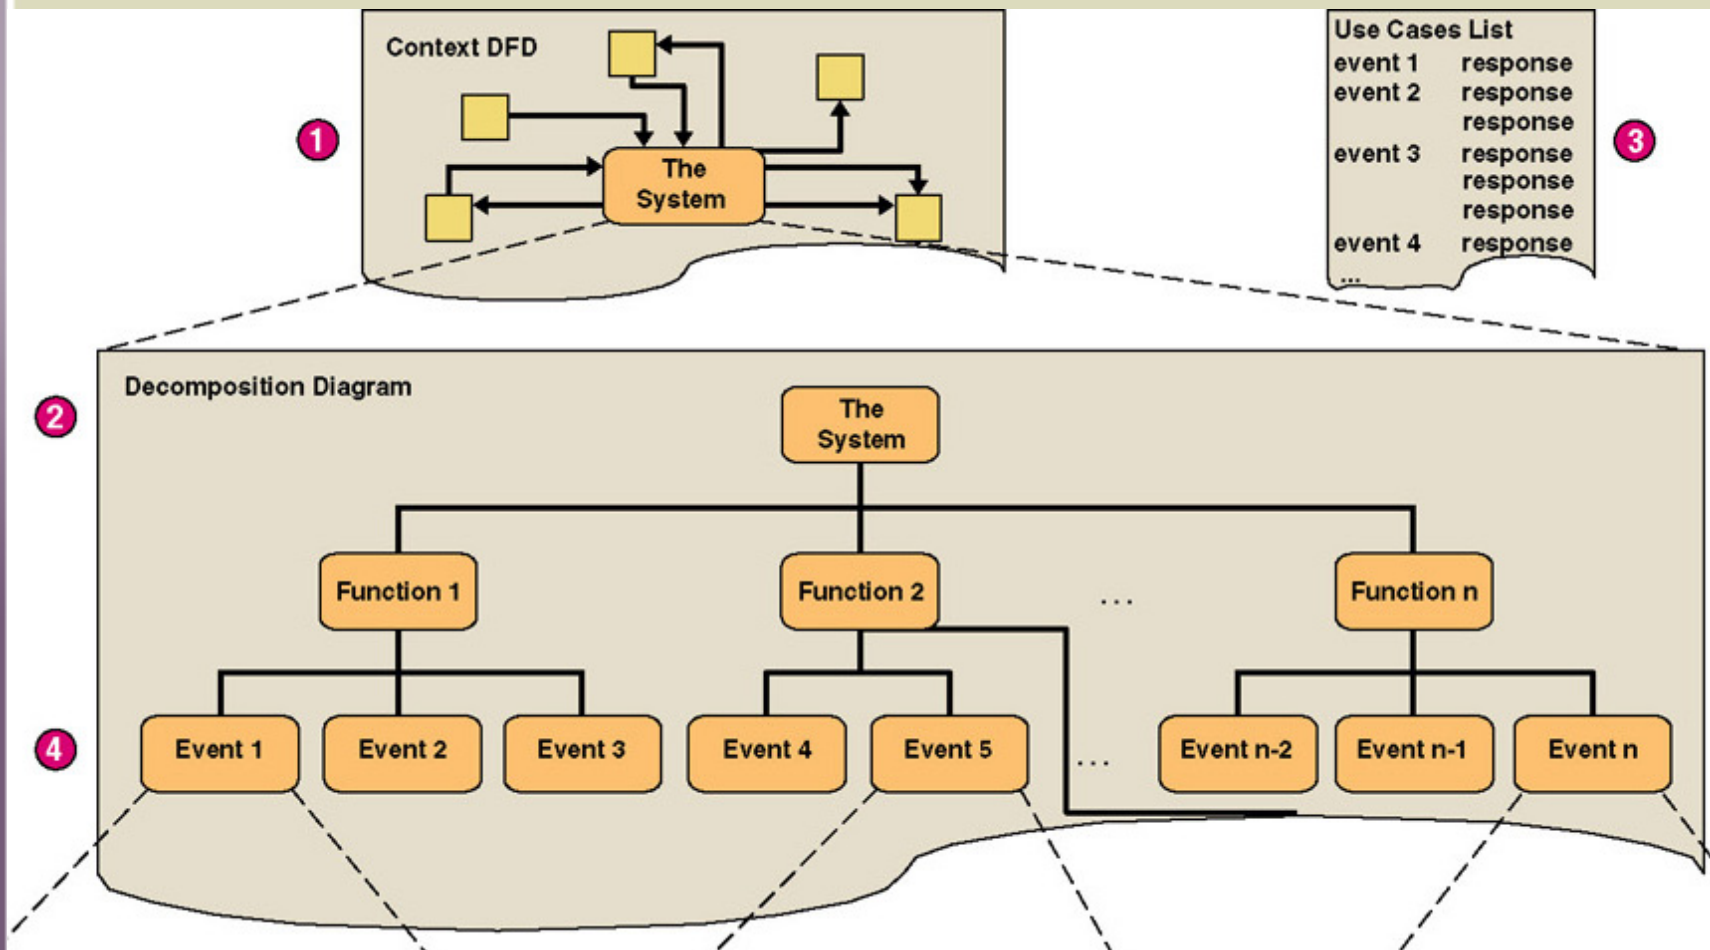 Context DFD
The
System
1
Use Cases List
event 1 response
event 2 response
response
event 3 response
response
response
event 4 response
...
3
2
Decomposition Diagram
The
System
Function 1
Function 2
...
Function n
4
Event 1
Event 2
Event 3
Event 4
Event 5
...
Event n-2
Event n-1
Event n